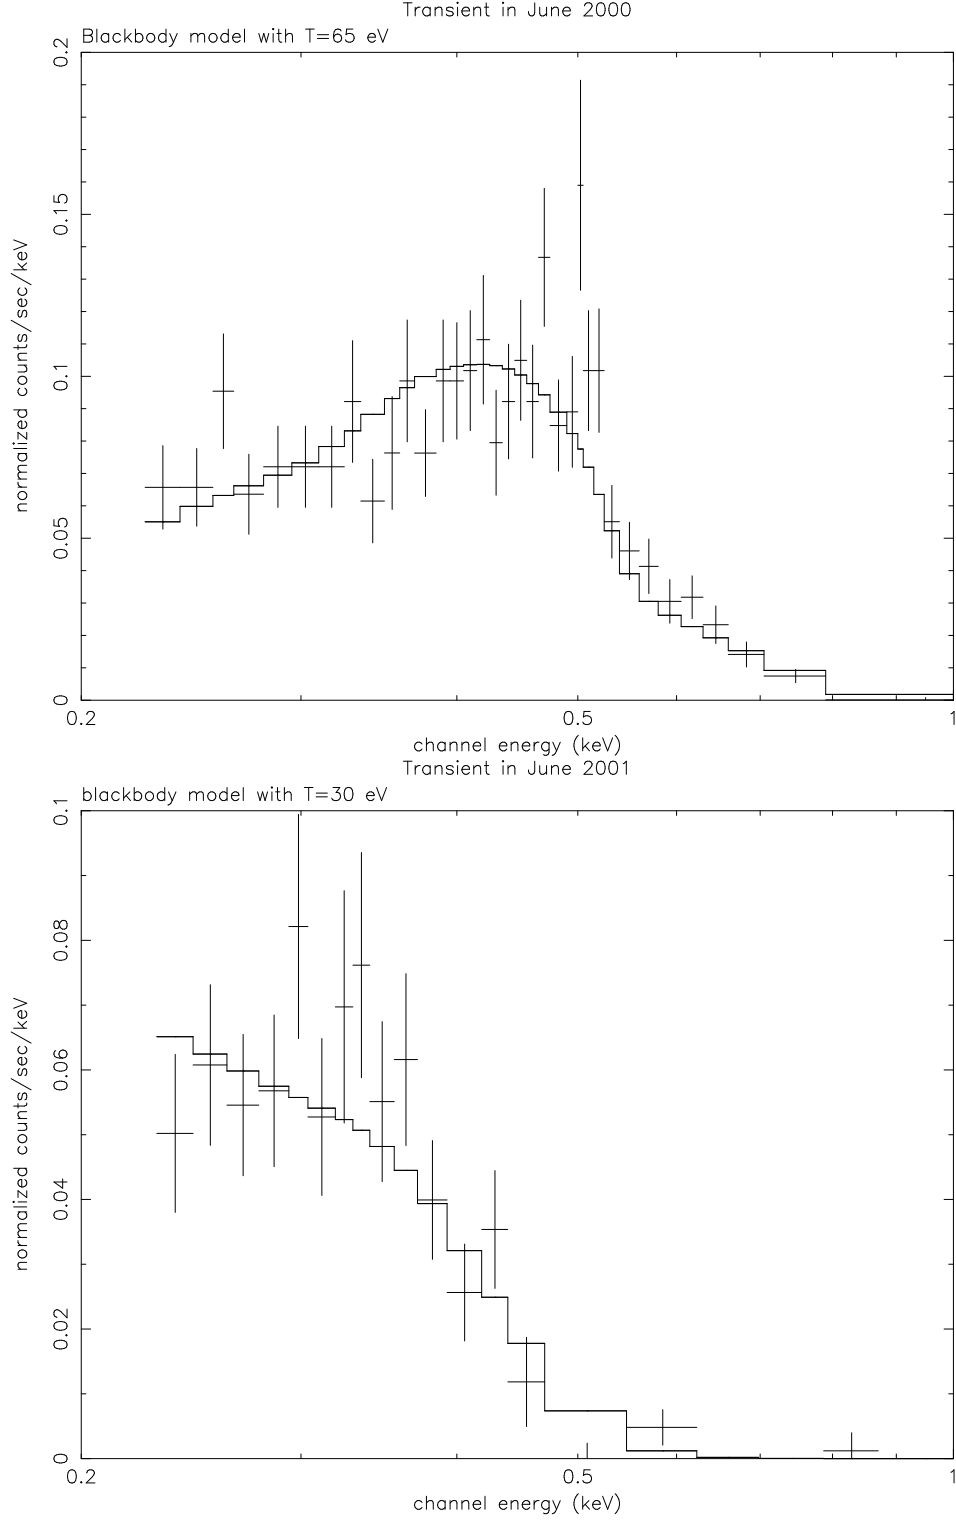 Transient in June 2000
Blackbody model with T=65 eV
0.2
0.15
0.1
0.05
0
normalized counts/sec/keV
0.2
0.5
1
channel energy (keV)
Transient in June 2001
blackbody model with T=30 eV
0.1
0.08
0.06
0.04
0.02
0
normalized counts/sec/keV
0.2
0.5
1
channel energy (keV)